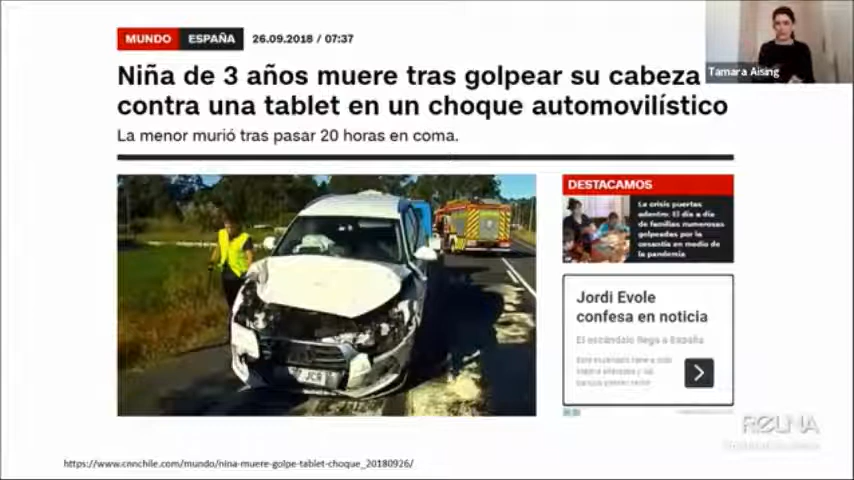 MUNDO ESPAÑA 26.09.2018 / 07:37
Tamara Aising
Niña de 3 años muere tras golpear su cabeza
contra una tablet en un choque automovilístico
La menor murió tras pasar 20 horas en coma.
DESTACAMOS
La crisis puertas
adentro: El día a día
de familias numerosas
golpeadas por la
cesantía en medio de
la pandemia
Jordi Evole
confesa en noticia
El escándalo llega a España
JCR
https://www.cnnchile.com/mundo/nina-muere-golpe-tablet-choque_20180926/